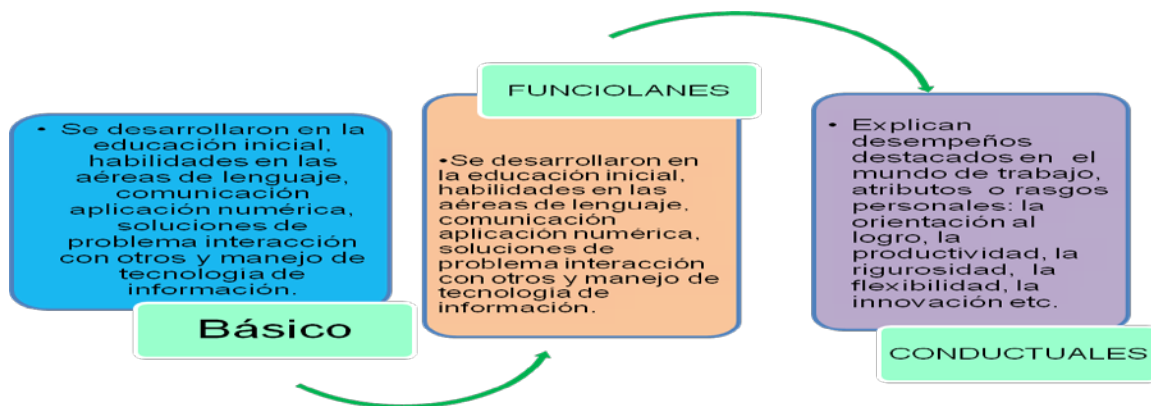 • Se desarrollaron en la
educación inicial,
habilidades en las
aéreas de lenguaje,
comunicación
aplicación numérica,
soluciones de
problema interacción
con otros y manejo de
tecnología de
información.
Básico
FUNCIOLANES
•Se desarrollaron en
la educación inicial,
habilidades en las
aéreas de lenguaje,
comunicación
aplicación numérica,
soluciones de
problema interacción
con otros y manejo de
tecnología de
información.
• Explican
desempeños
destacados en el
mundo de trabajo,
atributos o rasgos
personales: la
orientación al
logro, la
productividad, la
rigurosidad, la
flexibilidad, la
innovación etc.
CONDUCTUALES